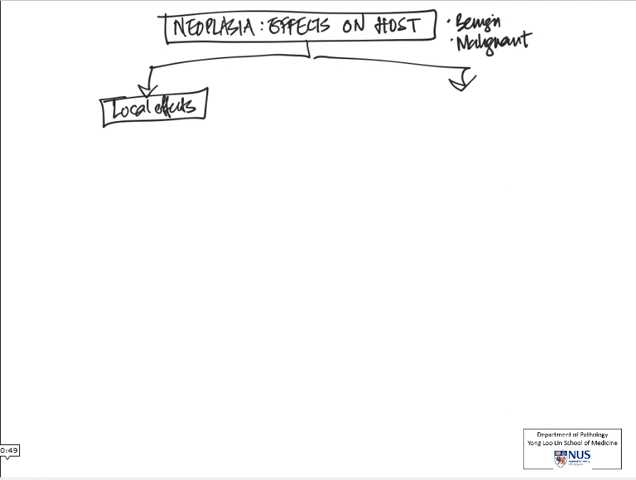 NEOPLASIA: EFFECTS ON HOST
· Benign
· Malignant
Local effects
0:49
Department of Pathology
Yong Loo Lin School of Medicine
NUS